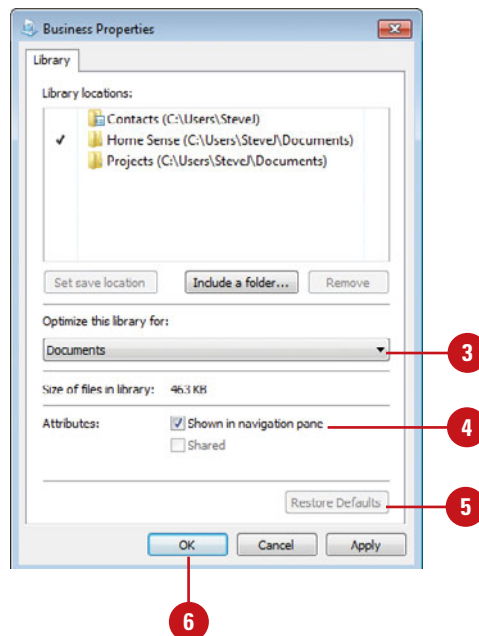 Business Properties
Library
Library locations:
Contacts (C:\Users\SteveJ)
Home Sense (C:\Users\SteveJ\Documents)
Projects (C:\Users\SteveJ\Documents)
Set save location Include a folder... Remove
Optimize this library for:
Documents
3
Size of files in library: 463 KB
Attributes: Shown in navigation pane
4
Shared
Restore Defaults
5
OK Cancel Apply
6